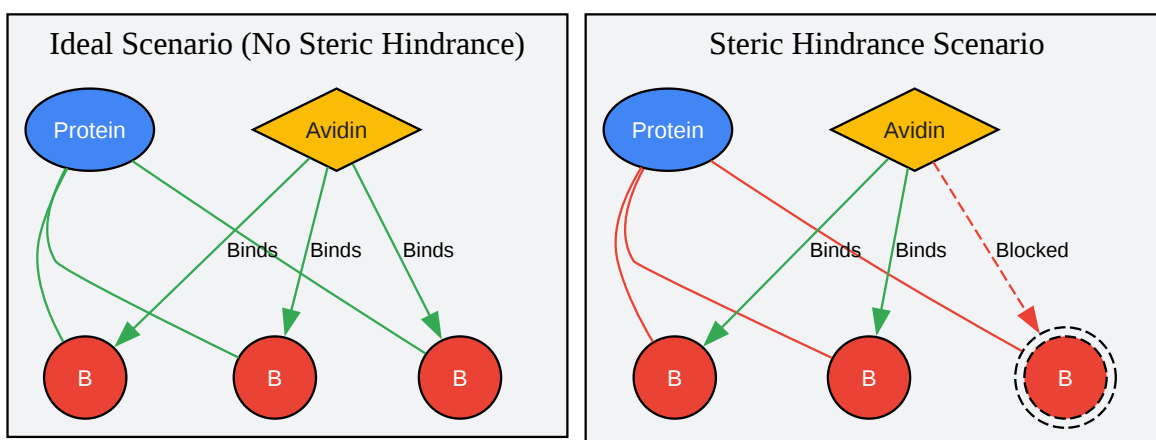 Ideal Scenario (No Steric Hindrance)
Protein
Avidin
Binds
Binds
Binds
B
B
B
Steric Hindrance Scenario
Protein
Avidin
Binds
Binds
Blocked
B
B
B